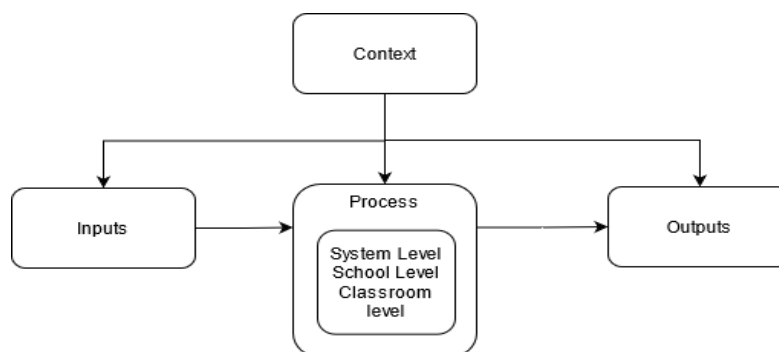 Context
Inputs
Process
System Level
School Level
Classroom
level
Outputs